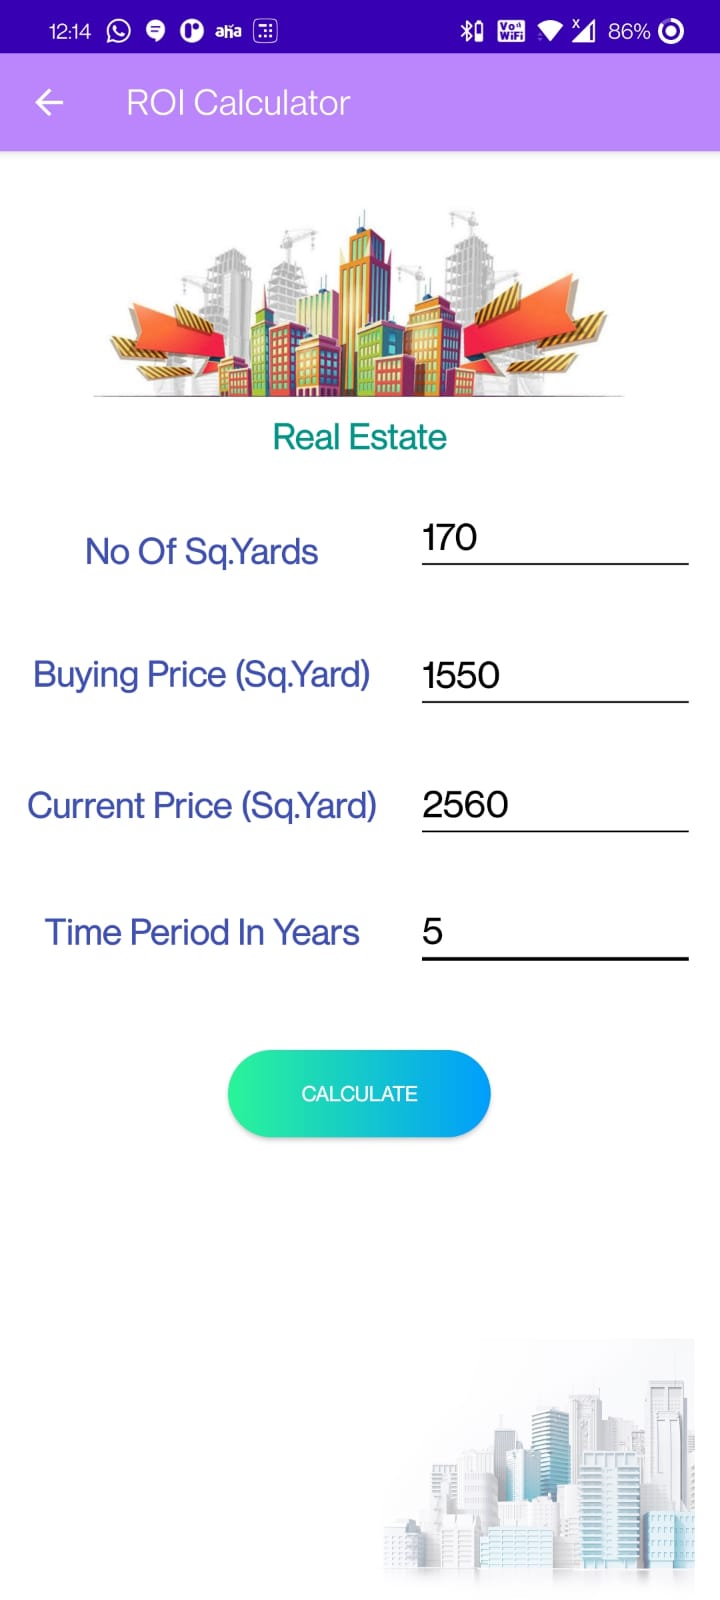 12:14 aha Vo)) WiFi x 86%
ROI Calculator
Real Estate
No Of Sq.Yards 170
Buying Price (Sq.Yard) 1550
Current Price (Sq.Yard) 2560
Time Period In Years 5
CALCULATE